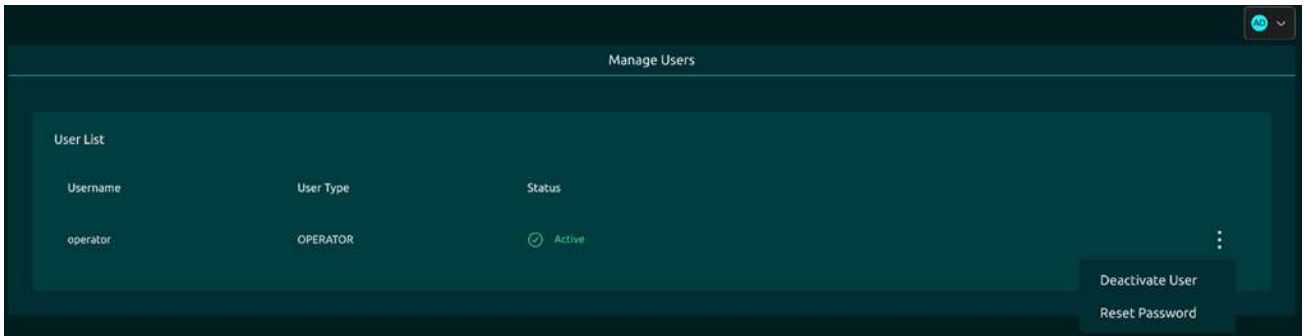 AD
Manage Users
User List
Username User Type Status
operator OPERATOR Active
Deactivate User
Reset Password